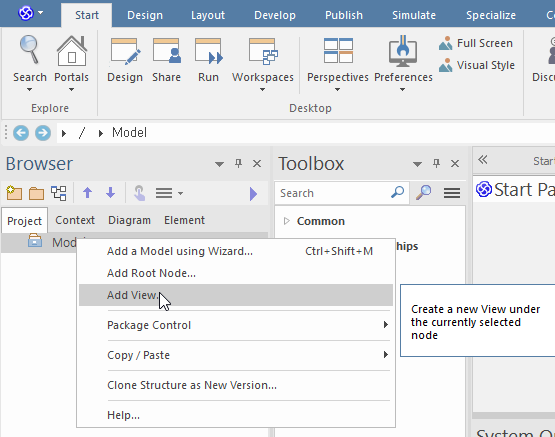 Start Design Layout Develop Publish Simulate Specialize C
Search Portals Design Share Run Workspaces Perspectives Preferences Full Screen
Visual Style
Discu
Explore Desktop
/ Model
Browser Toolbox Start
Search Start Pa
Project Context Diagram Element Common
Mod
hips
Add a Model using Wizard... Ctrl+Shift+M
Add Root Node...
Add View...
Package Control
Copy / Paste
Clone Structure as New Version...
Help...
Create a new View under
the currently selected
node
System O